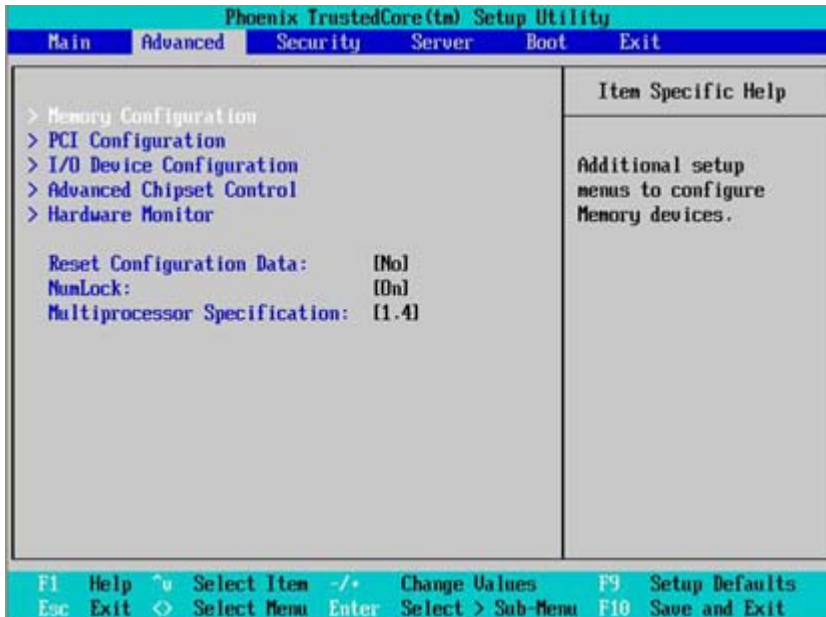 Phoenix TrustedCore(tm) Setup Utility
Main Advanced Security Server Boot Exit
> Memory Configuration
> PCI Configuration
> I/O Device Configuration
> Advanced Chipset Control
> Hardware Monitor
Reset Configuration Data: [No]
NumLock: [On]
Multiprocessor Specification: [1.4]
Item Specific Help
Additional setup
menus to configure
Memory devices.
F1 Help ^v Select Item -/+ Change Values F9 Setup Defaults
Esc Exit <> Select Menu Enter Select > Sub-Menu F10 Save and Exit